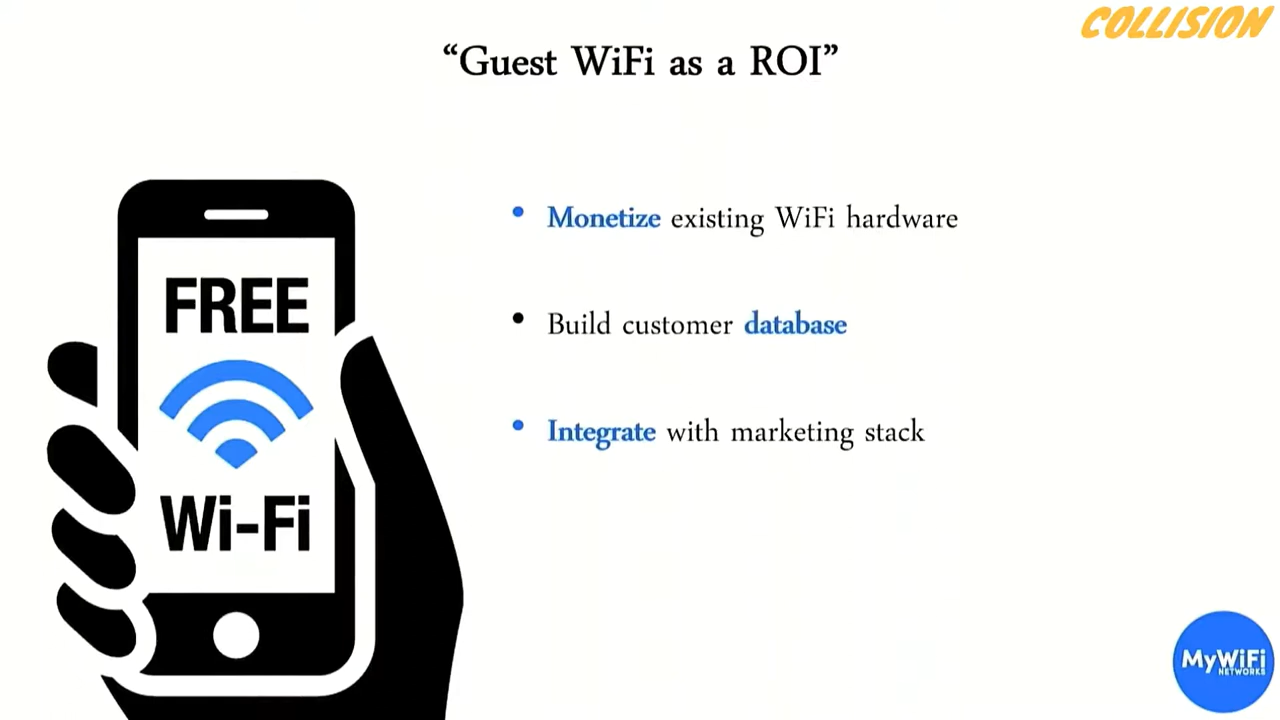 COLLISION
“Guest WiFi as a ROI”
FREE
Wi-Fi
• Monetize existing WiFi hardware
• Build customer database
• Integrate with marketing stack
MyWiFi
NETWORKS